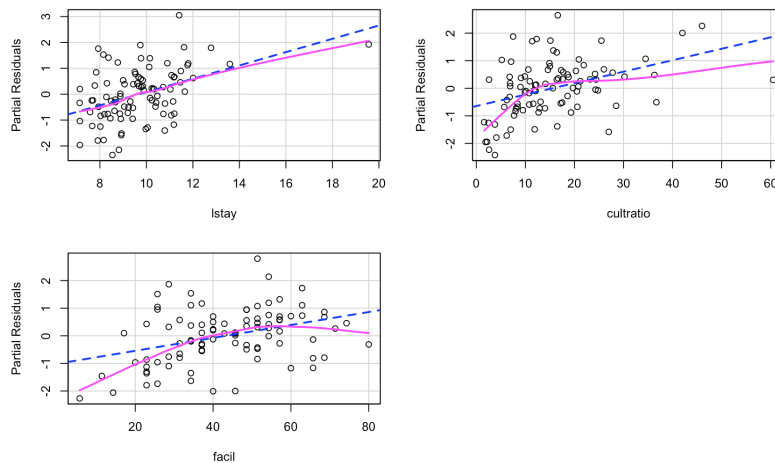 Partial Residuals
3
2
1
0
-1
-2
8 10 12 14 16 18 20
lstay
Partial Residuals
2
1
0
-1
-2
0 10 20 30 40 50 60
cultratio
Partial Residuals
2
1
0
-1
-2
20 40 60 80
facil